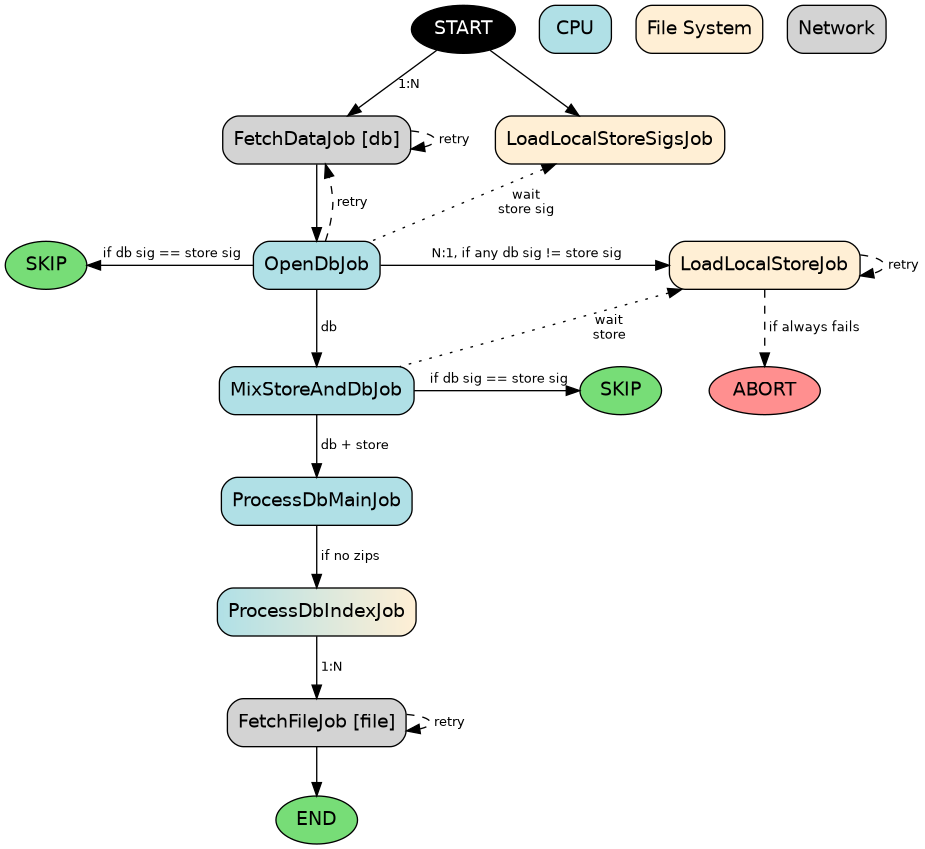 START
CPU
File System
Network
1:N
FetchDataJob [db]
retry
LoadLocalStoreSigsJob
retry
wait
store sig
SKIP
if db sig == store sig
OpenDbJob
N:1, if any db sig != store sig
LoadLocalStoreJob
retry
db
wait
store
if always fails
MixStoreAndDbJob
if db sig == store sig
SKIP
ABORT
db + store
ProcessDbMainJob
if no zips
ProcessDbIndexJob
1:N
FetchFileJob [file]
retry
END